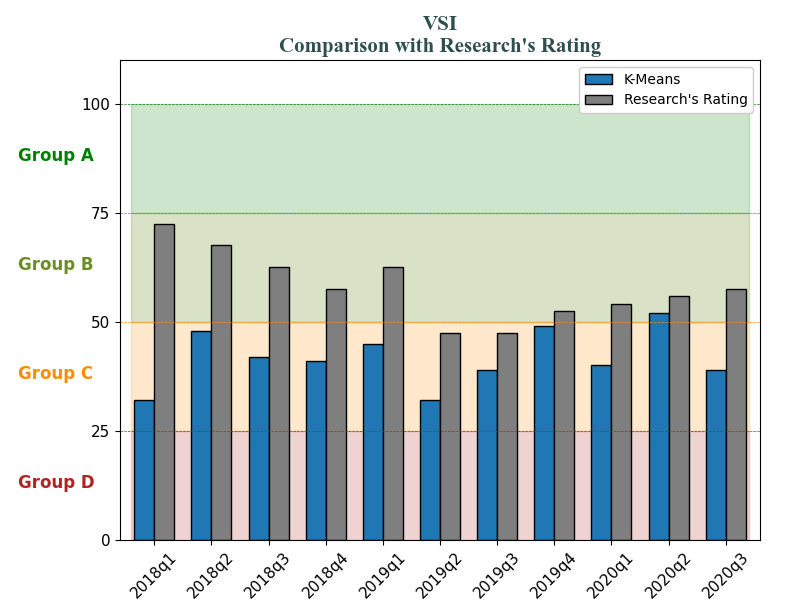 VSI
Comparison with Research's Rating
K-Means
Research's Rating
100
Group A
75
Group B
50
Group C
25
Group D
0
2018q1
2018q2
2018q3
2018q4
2019q1
2019q2
2019q3
2019q4
2020q1
2020q2
2020q3